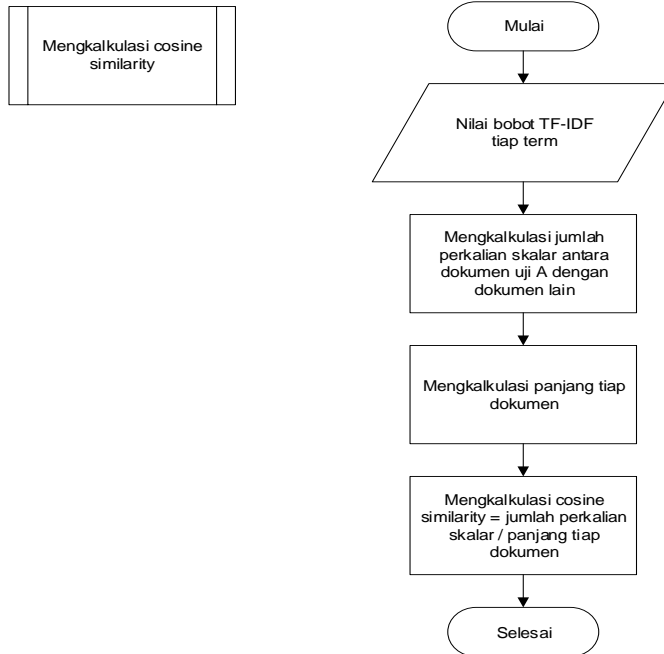 Mengkalkulasi cosine
similarity
Mulai
Nilai bobot TF-IDF
tiap term
Mengkalkulasi jumlah
perkalian skalar antara
dokumen uji A dengan
dokumen lain
Mengkalkulasi panjang tiap
dokumen
Mengkalkulasi cosine
similarity = jumlah perkalian
skalar / panjang tiap
dokumen
Selesai